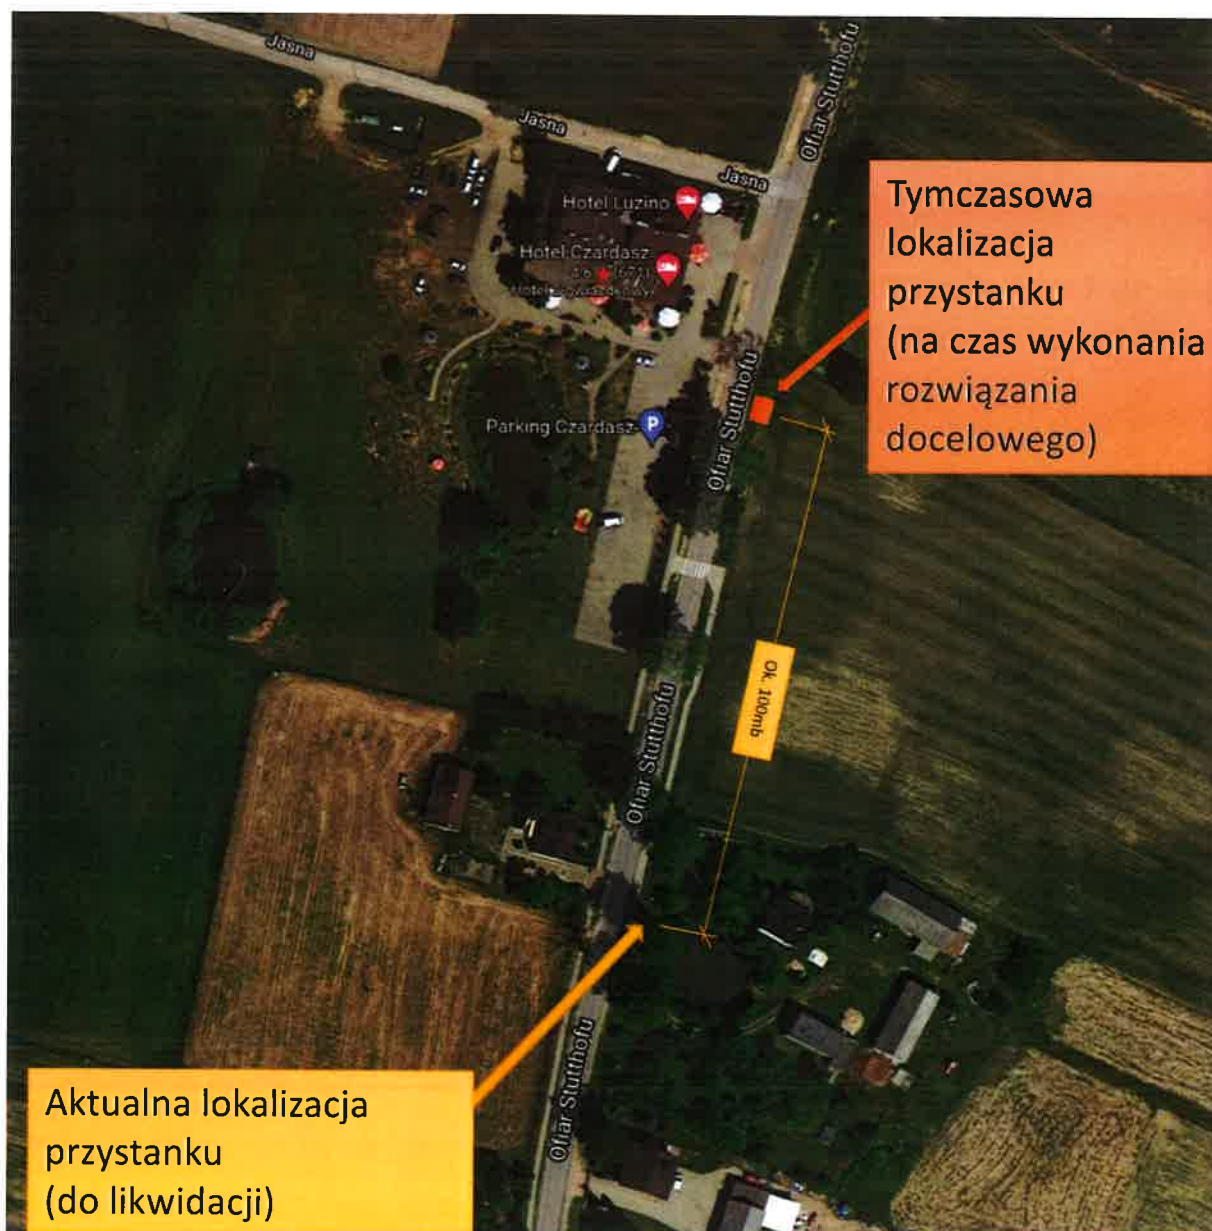 Jasna
Ofiar Stutthofu
Jasna
Jasna
Tymczasowa
lokalizacja
przystanku
(na czas wykonania
rozwiązania
docelowego)
Hotel Luzino
Hotel Czardasz
Ofiar Stutthofu
Parking Czardasz
P
Ok. 100mb
Ofiar Stutthofu
Ofiar Stutthofu
Aktualna lokalizacja
przystanku
(do likwidacji)